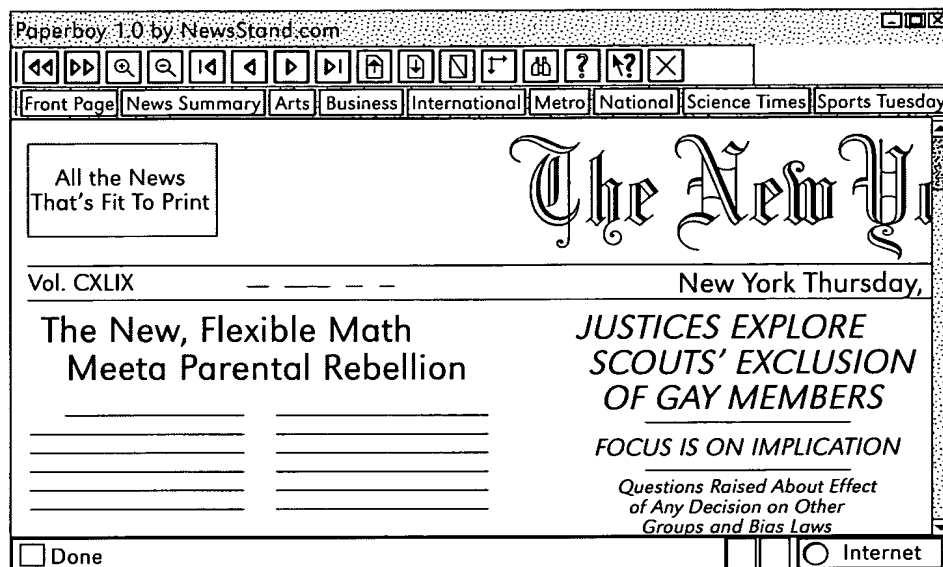 Paperboy 1.0 by NewsStand.com
? ?
Front Page News Summary Arts Business International Metro National Science Times Sports Tuesday
All the News
That's Fit To Print
The New Yo
Vol. CXLIX
New York Thursday,
The New, Flexible Math
Meeta Parental Rebellion
JUSTICES EXPLORE
SCOUTS' EXCLUSION
OF GAY MEMBERS
FOCUS IS ON IMPLICATION
Questions Raised About Effect
of Any Decision on Other
Groups and Bias Laws
Done
Internet